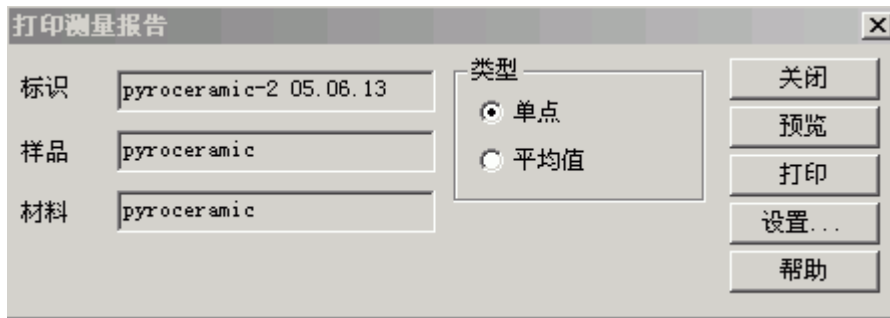 打印测量报告
标识
pyroceramic-2 05.06.13
样品
pyroceramic
材料
pyroceramic
类型
单点
平均值
关闭
预览
打印
设置...
帮助